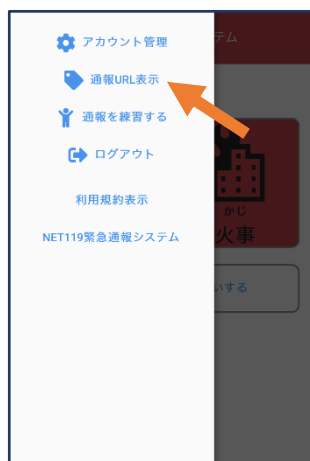 アカウント管理
通報URL表示
通報を練習する
ログアウト
利用規約表示
NET119緊急通報システム
テム
かじ
火事
いする